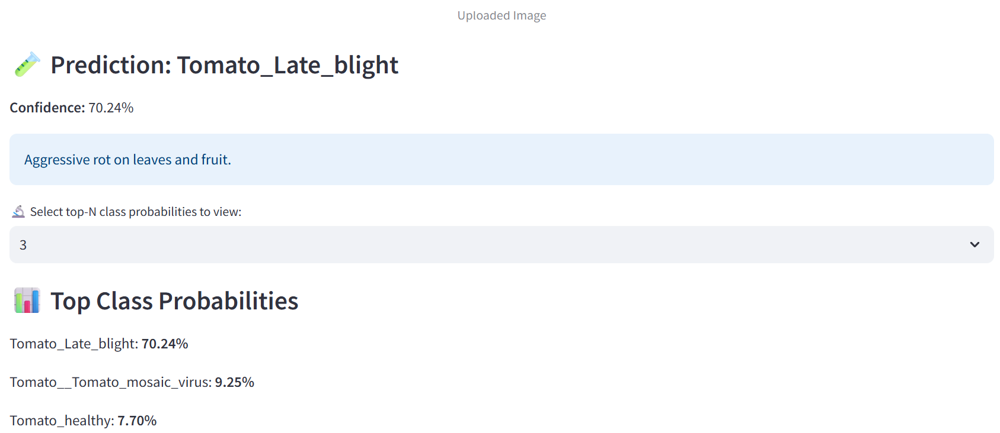 Uploaded Image
Prediction: Tomato_Late_blight
Confidence: 70.24%
Aggressive rot on leaves and fruit.
Select top-N class probabilities to view:
3
Top Class Probabilities
Tomato_Late_blight: 70.24%
Tomato__Tomato_mosaic_virus: 9.25%
Tomato_healthy: 7.70%